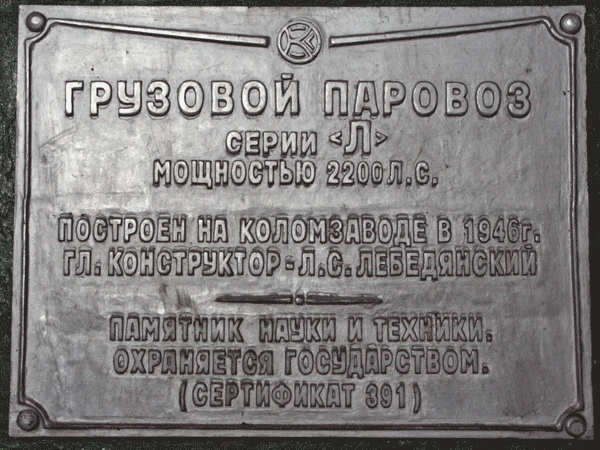 ГРУЗОВОЙ ПАРОВОЗ
СЕРИИ <Л>
МОЩНОСТЬЮ 2200 Л.С.
ПОСТРОЕН НА КОЛОМЗАВОДЕ В 1946г.
ГЛ. КОНСТРУКТОР-Л.С. ЛЕБЕДЯНСКИЙ
ПАМЯТНИК НАУКИ И ТЕХНИКИ.
ОХРАНЯЕТСЯ ГОСУДАРСТВОМ.
(СЕРТИФИКАТ 391)